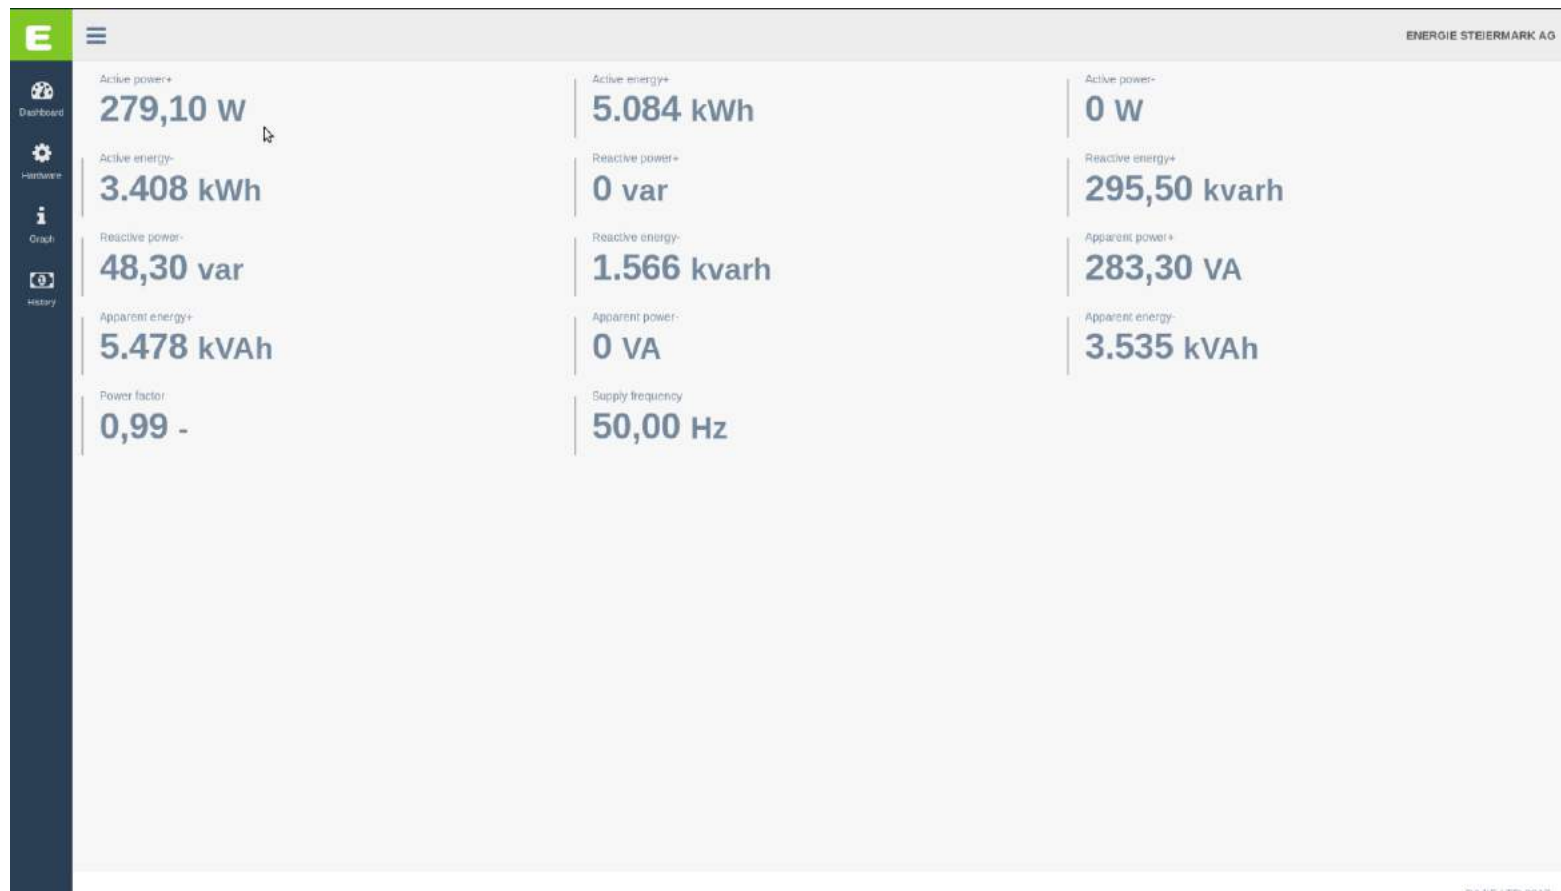 E
ENERGIE STEIERMARK AG
Dashboard
Hardware
Graph
History
Active power+
279,10 W
Active energy+
5.084 kWh
Active power-
0 W
Active energy-
3.408 kWh
Reactive power+
0 var
Reactive energy+
295,50 kvarh
Reactive power-
48,30 var
Reactive energy-
1.566 kvarh
Apparent power+
283,30 VA
Apparent energy+
5.478 kVAh
Apparent power-
0 VA
Apparent energy-
3.535 kVAh
Power factor
0,99 -
Supply frequency
50,00 Hz